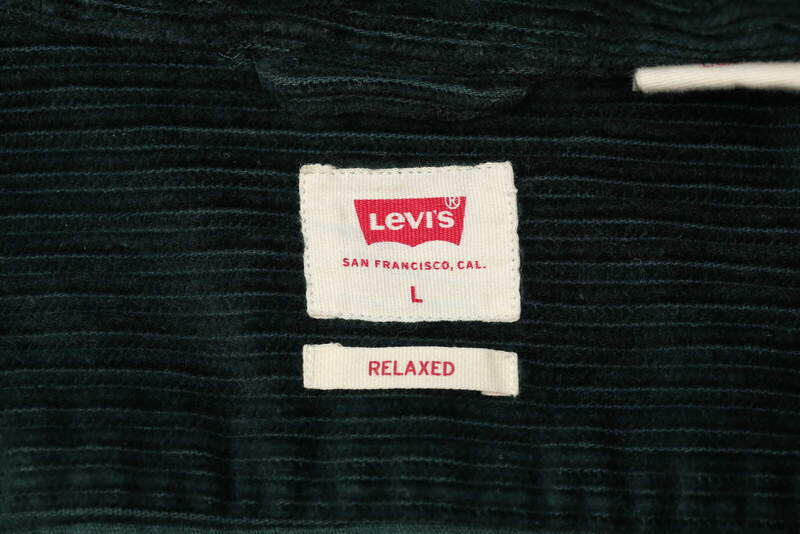 Levi's®
SAN FRANCISCO, CAL.
L
RELAXED